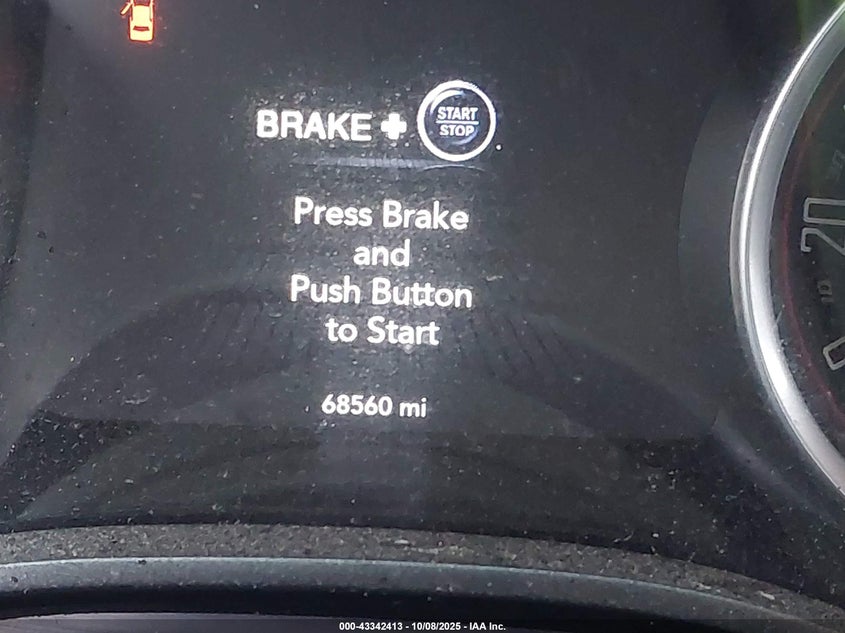 BRAKE + START STOP
Press Brake
and
Push Button
to Start
68560 mi
20
000-43342413 - 10/08/2025 - IAA Inc.